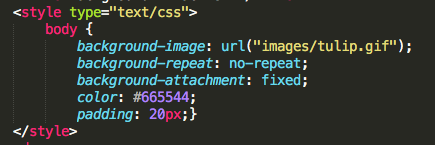 <style type="text/css">
body {
background-image: url("images/tulip.gif");
background-repeat: no-repeat;
background-attachment: fixed;
color: #665544;
padding: 20px;}
</style>